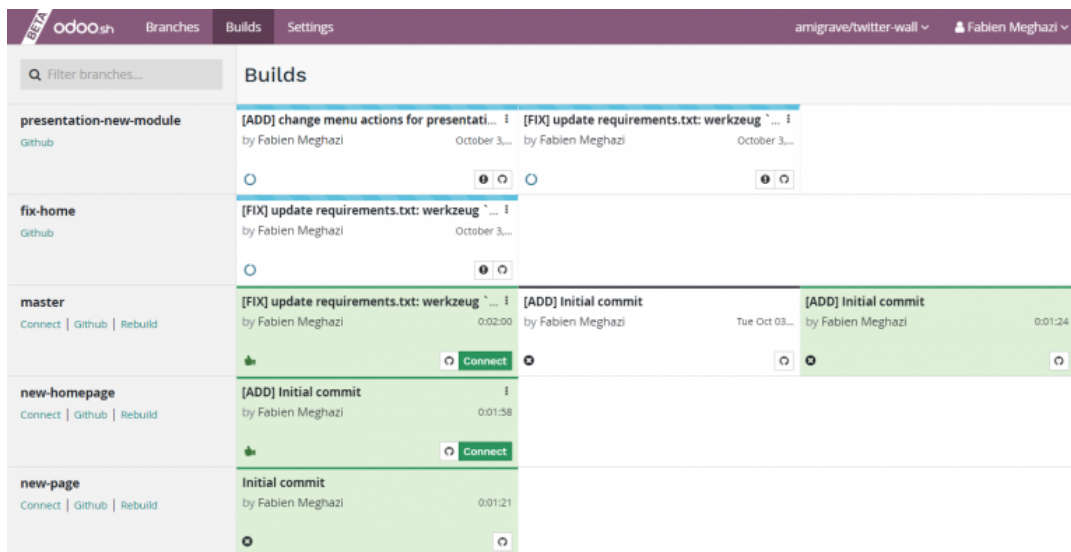 BETA odoo.sh Branches Builds Settings amigrave/twitter-wall Fabien Meghazi
Filter branches... Builds
presentation-new-module [ADD] change menu actions for presentati... [FIX] update requirements.txt: werkzeug `...
Github by Fabien Meghazi October 3,... by Fabien Meghazi October 3,...
fix-home [FIX] update requirements.txt: werkzeug `...
Github by Fabien Meghazi October 3,...
master [FIX] update requirements.txt: werkzeug `... [ADD] Initial commit [ADD] Initial commit
Connect | Github | Rebuild by Fabien Meghazi 0:02:00 by Fabien Meghazi Tue Oct 03... by Fabien Meghazi 0:01:24
Connect
new-homepage [ADD] Initial commit
Connect | Github | Rebuild by Fabien Meghazi 0:01:58
Connect
new-page Initial commit
Connect | Github | Rebuild by Fabien Meghazi 0:01:21